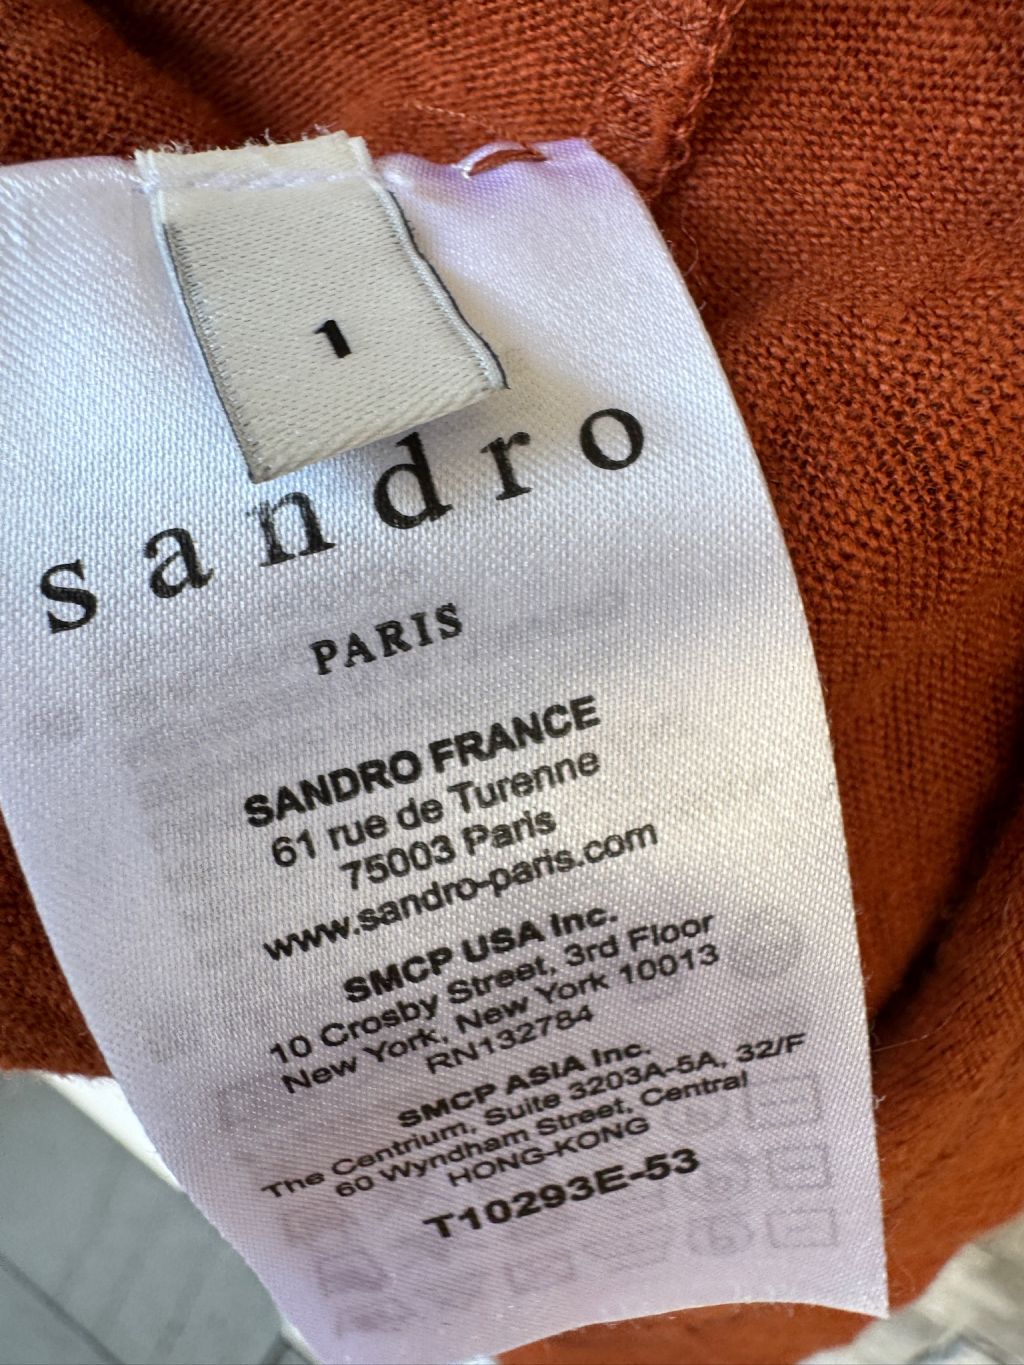 1
sandro
PARIS
SANDRO FRANCE
61 rue de Turenne
75003 Paris
www.sandro-paris.com
SMCP USA Inc.
10 Crosby Street, 3rd Floor
New York, New York 10013
RN132784
SMCP ASIA Inc.
The Centrium, Suite 3203A-5A, 32/F
60 Wyndham Street, Central
HONG-KONG
T10293E-53